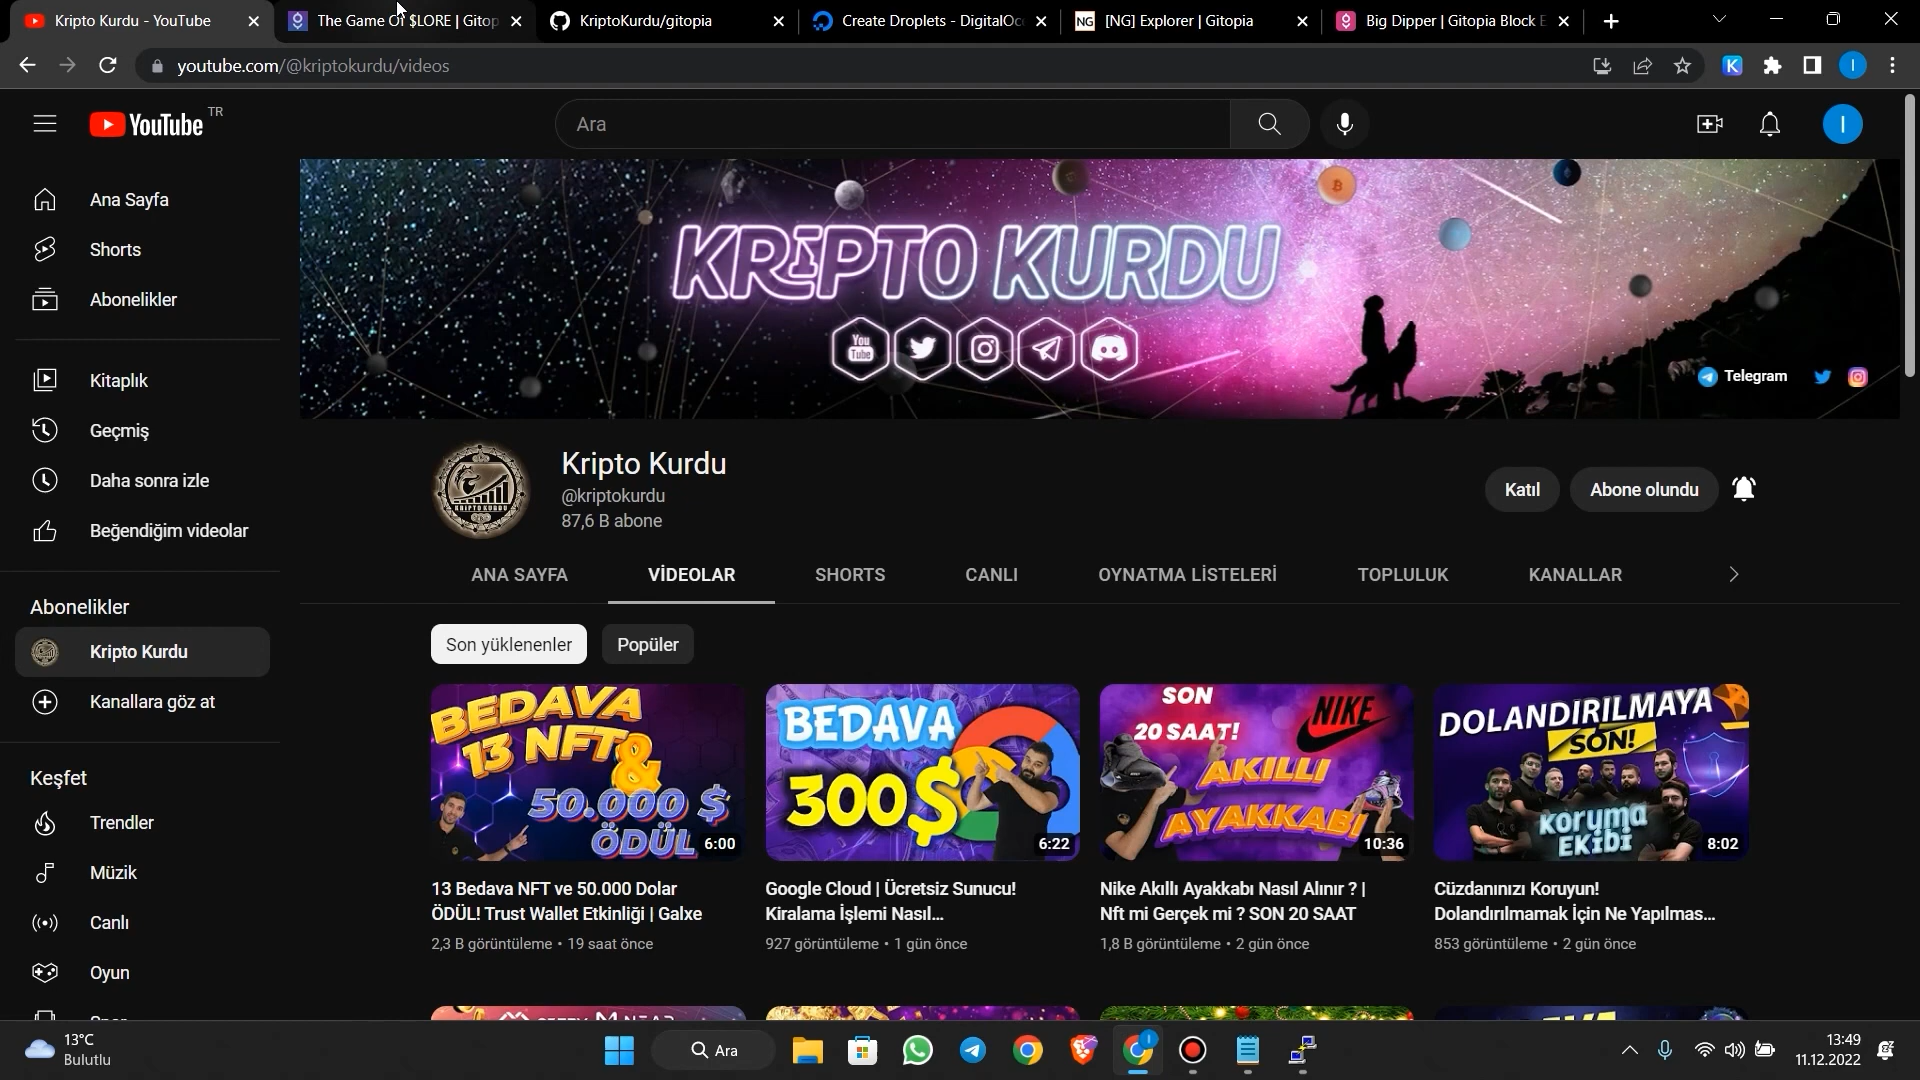 Kripto Kurdu - YouTube
The Game Of $LORE | Gitop
KriptoKurdu/gitopia
Create Droplets - DigitalOce
NG
[NG] Explorer | Gitopia
Big Dipper | Gitopia Block E
youtube.com/@kriptokurdu/videos
K
I
YouTube TR
Ara
I
Ana Sayfa
Shorts
Abonelikler
Kitaplık
Geçmiş
Daha sonra izle
Beğendiğim videolar
Abonelikler
Kripto Kurdu
Kanallara göz at
Keşfet
Trendler
Müzik
Canlı
Oyun
KRİPTO KURDU
You
Tube
Telegram
KRIPTO KURDU
Kripto Kurdu
@kriptokurdu
87,6 B abone
Katıl
Abone olundu
ANA SAYFA
VİDEOLAR
SHORTS
CANLI
OYNATMA LİSTELERİ
TOPLULUK
KANALLAR
Son yüklenenler
Popüler
BEDAVA
13 NFT
&
50.000 $
ÖDÜL
6:00
13 Bedava NFT ve 50.000 Dolar
ÖDÜL! Trust Wallet Etkinliği | Galxe
2,3 B görüntüleme • 19 saat önce
BEDAVA
300$
6:22
Google Cloud | Ücretsiz Sunucu!
Kiralama İşlemi Nasıl...
927 görüntüleme • 1 gün önce
SON
20 SAAT!
NIKE
AKILLI
AYAKKABI
10:36
Nike Akıllı Ayakkabı Nasıl Alınır ? |
Nft mi Gerçek mi ? SON 20 SAAT
1,8 B görüntüleme • 2 gün önce
DOLANDIRILMAYA
SON!
KORUMA
EKİBİ
8:02
Cüzdanınızı Koruyun!
Dolandırılmamak İçin Ne Yapılmas...
853 görüntüleme • 2 gün önce
13°C
Bulutlu
Ara
13:49
11.12.2022